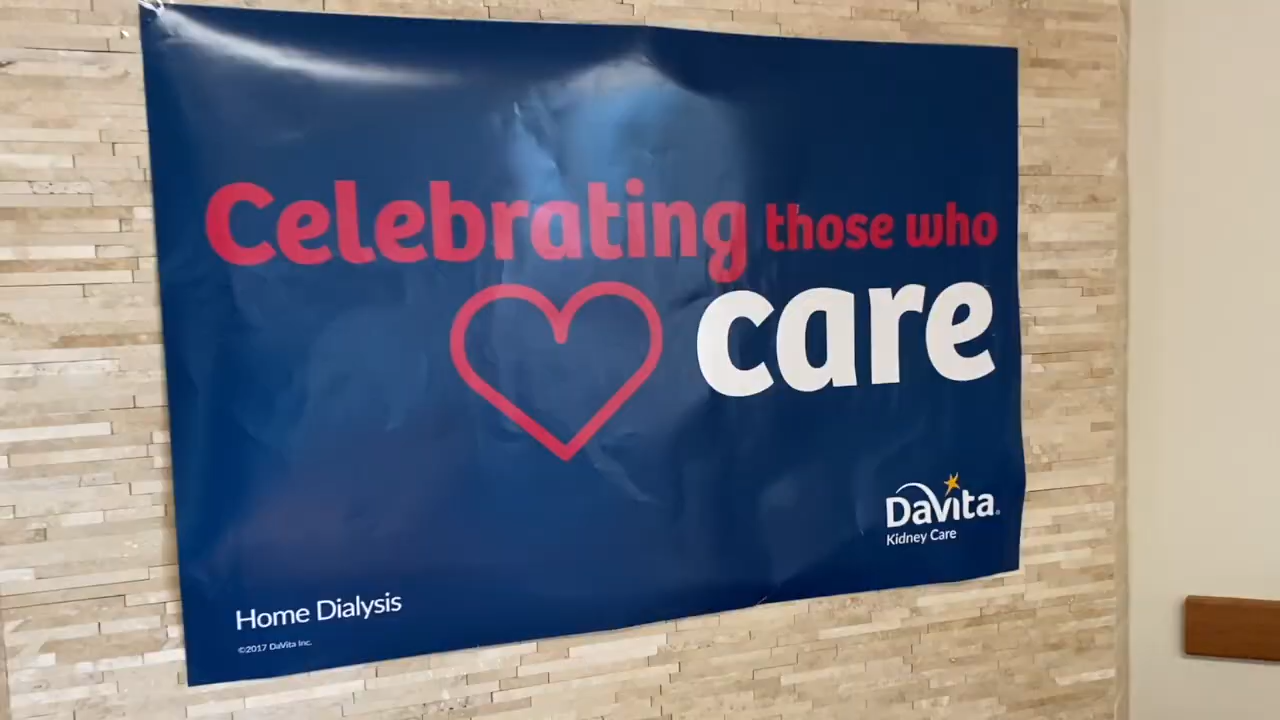 Celebrating those who
care
DaVita®
Kidney Care
Home Dialysis
©2017 DaVita Inc.